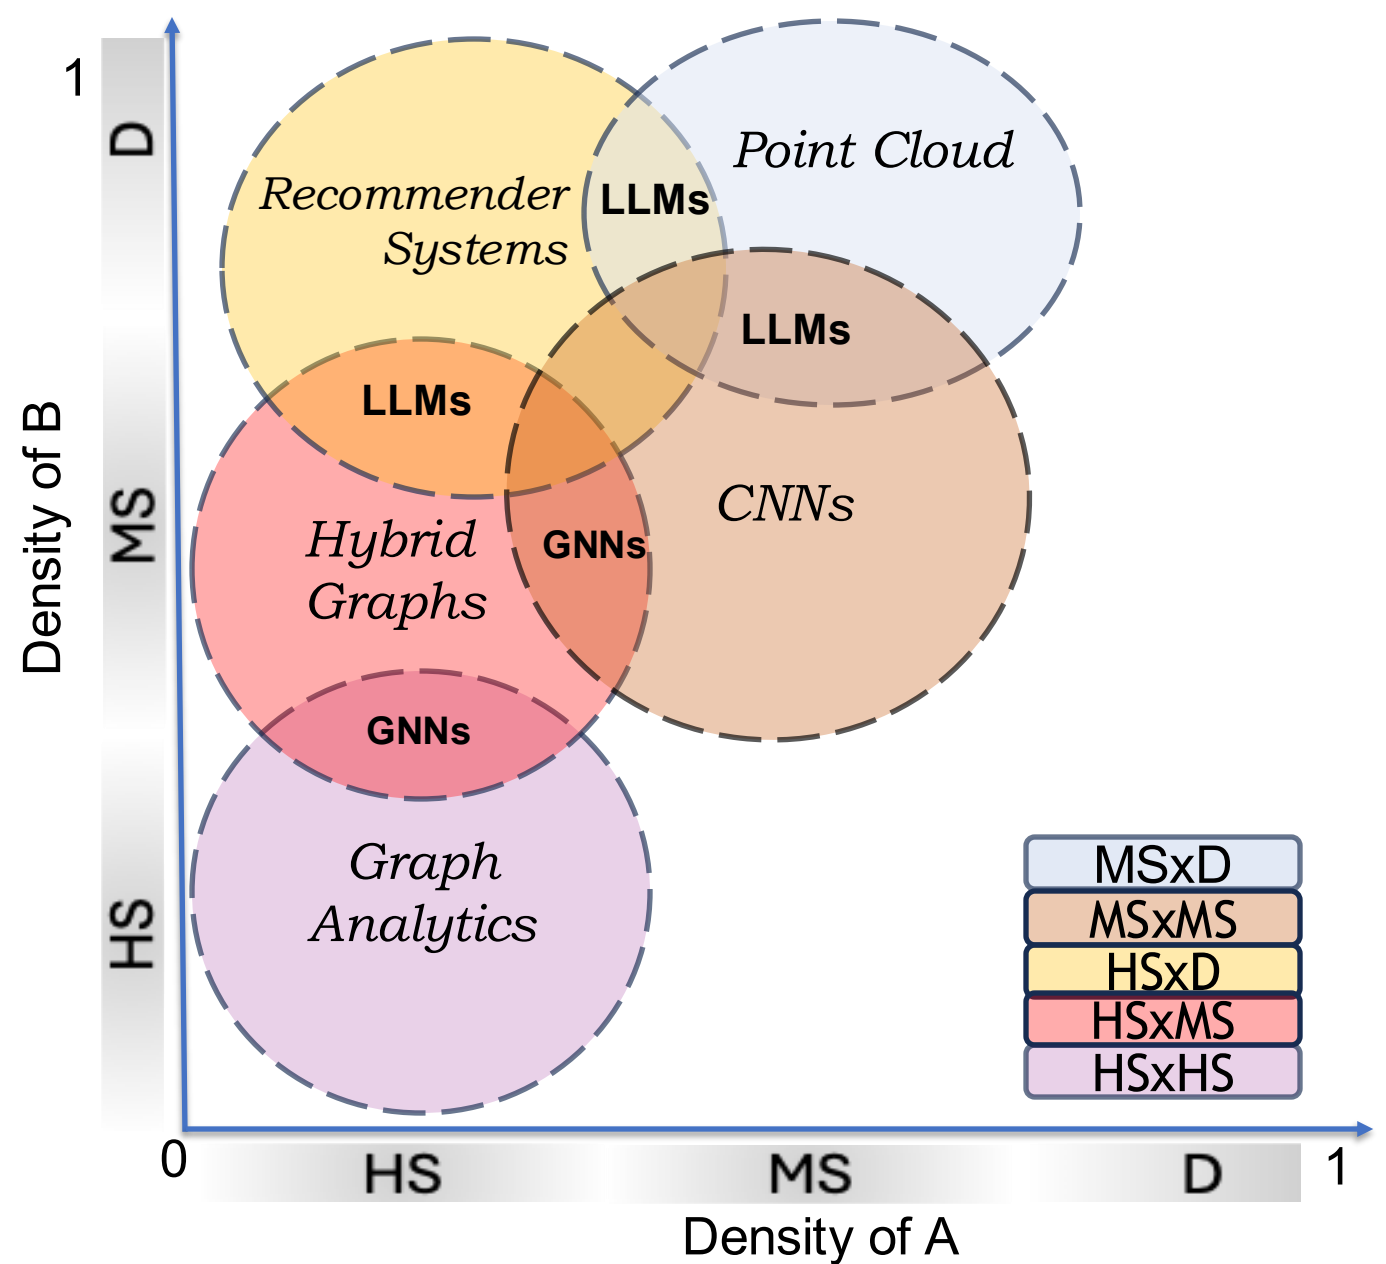 1
D
MS
HS
Density of B
Point Cloud
Recommender
Systems
LLMs
LLMs
LLMs
CNNs
Hybrid
Graphs
GNNs
GNNs
Graph
Analytics
MSxD
MSxMS
HSxD
HSxMS
HSxHS
0
HS
MS
D
1
Density of A